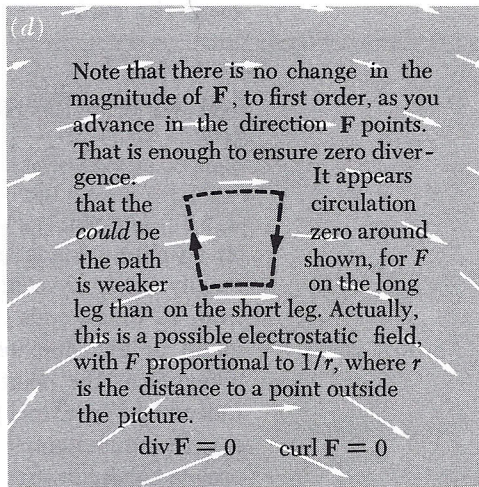 (d)
Note that there is no change in the
magnitude of F, to first order, as you
advance in the direction F points.
That is enough to ensure zero diver-
gence. It appears
that the circulation
could be zero around
the path shown, for F
is weaker on the long
leg than on the short leg. Actually,
this is a possible electrostatic field,
with F proportional to 1/r, where r
is the distance to a point outside
the picture.
div F = 0 curl F = 0